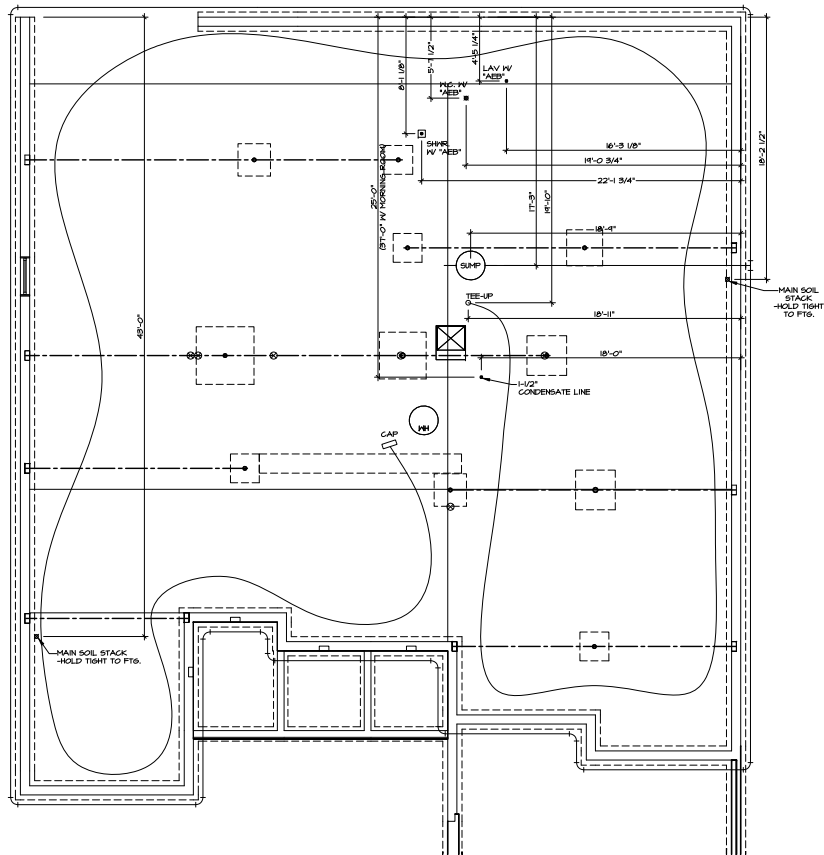 4'-5 1/4"
5'-7 1/2"
8'-1 1/8"
LAV W/
"AEB"
W.C. W/
"AEB"
SHWR.
W/ "AEB"
16'-3 1/8"
19'-0 3/4"
22'-1 3/4"
18'-2 1/2"
25'-0"
(37'-0" W/ MORNING ROOM)
17'-3"
19'-10"
18'-9"
SUMP
TEE-UP
MAIN SOIL
STACK
-HOLD TIGHT
TO FTG.
18'-11"
43'-0"
18'-0"
1-1/2"
CONDENSATE LINE
WH
CAP
MAIN SOIL STACK
-HOLD TIGHT TO FTG.